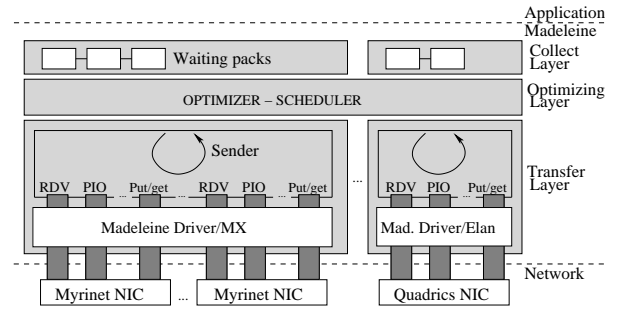 Application
Madeleine
Waiting packs
Collect
Layer
OPTIMIZER – SCHEDULER
Optimizing
Layer
Sender
RDV PIO ... Put/get RDV PIO ... Put/get ... RDV PIO ... Put/get
Transfer
Layer
Madeleine Driver/MX Mad. Driver/Elan
Network
Myrinet NIC ... Myrinet NIC Quadrics NIC